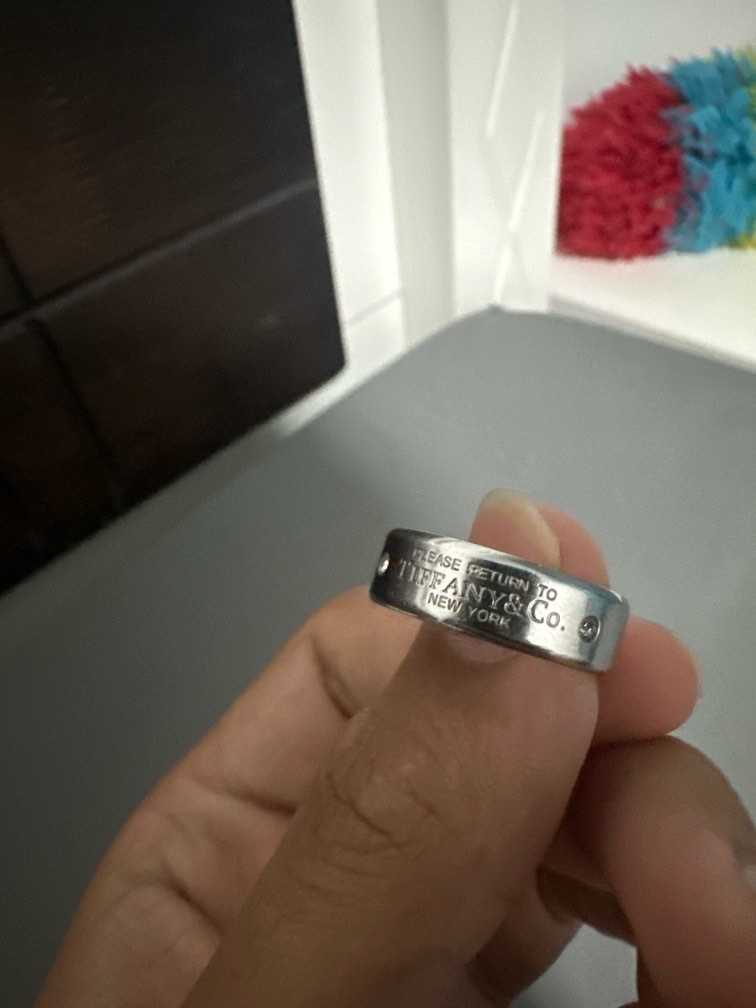 PLEASE RETURN TO
TIFFANY & Co.
NEW YORK